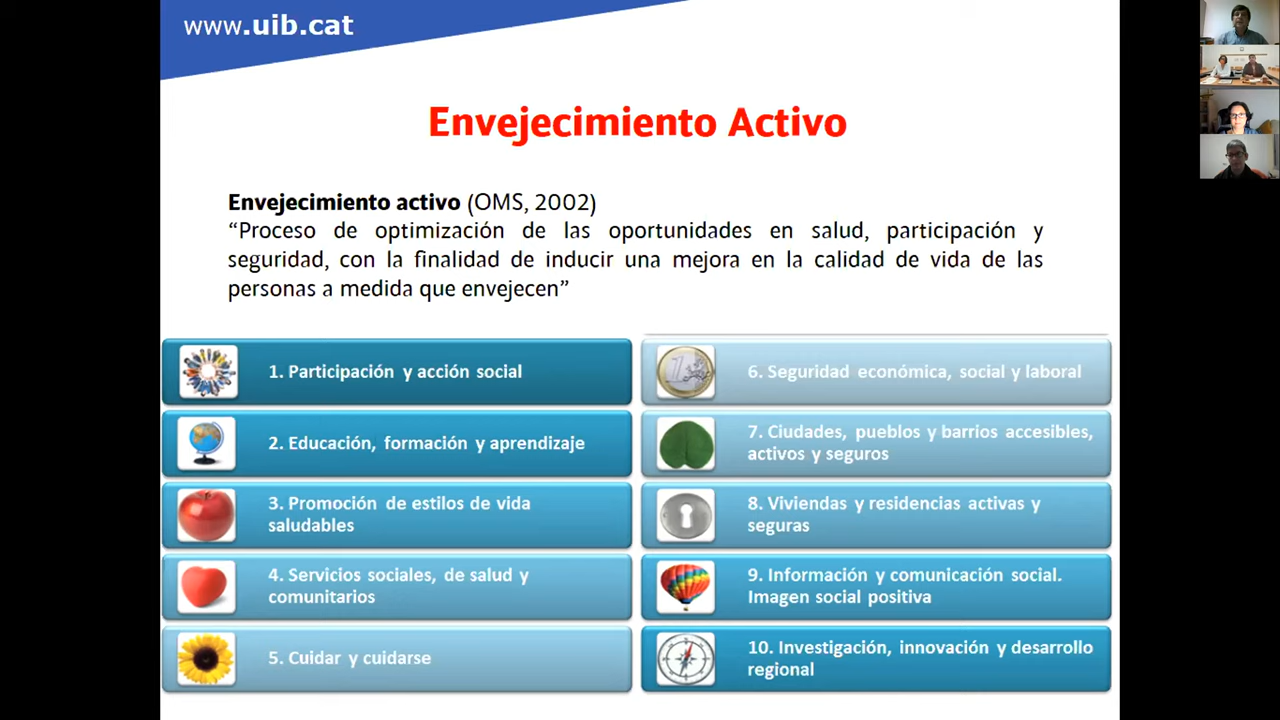 www.uib.cat
Envejecimiento Activo
Envejecimiento activo (OMS, 2002)
“Proceso de optimización de las oportunidades en salud, participación y
seguridad, con la finalidad de inducir una mejora en la calidad de vida de las
personas a medida que envejecen”
1. Participación y acción social
2. Educación, formación y aprendizaje
3. Promoción de estilos de vida
saludables
4. Servicios sociales, de salud y
comunitarios
5. Cuidar y cuidarse
6. Seguridad económica, social y laboral
7. Ciudades, pueblos y barrios accesibles,
activos y seguros
8. Viviendas y residencias activas y
seguras
9. Información y comunicación social.
Imagen social positiva
10. Investigación, innovación y desarrollo
regional